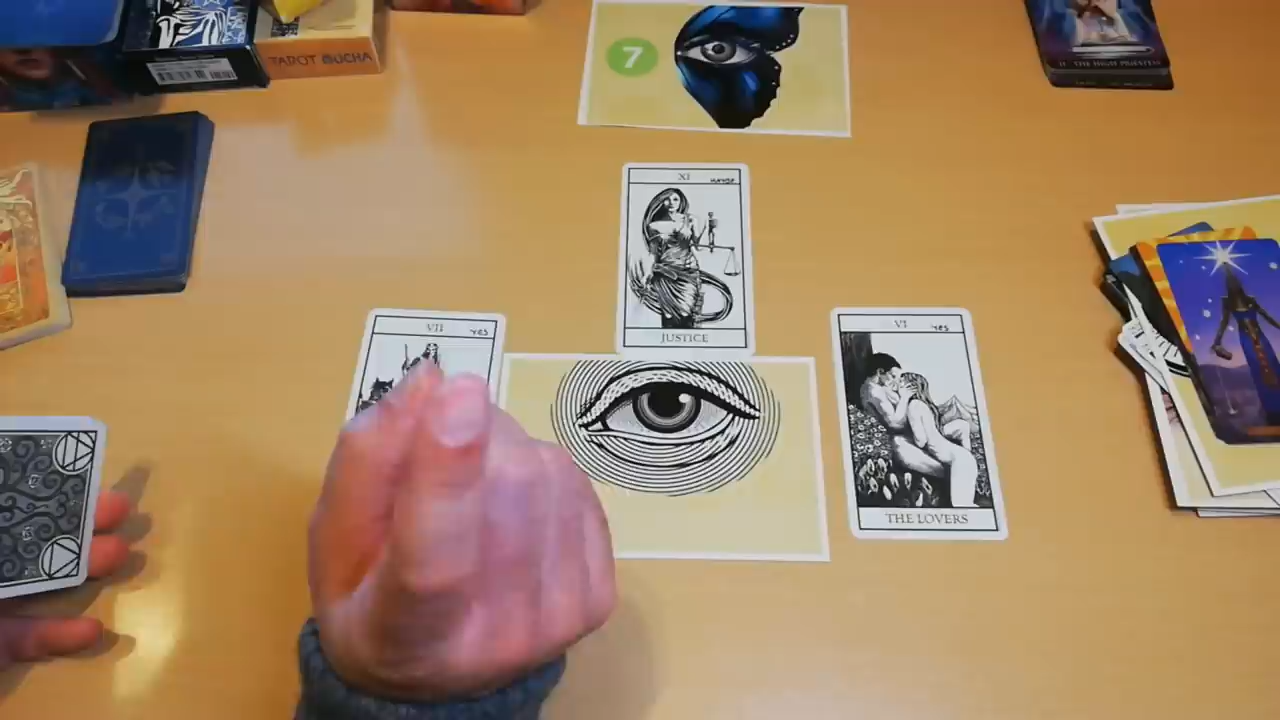 TAROT MUCHA
7
II THE HIGH PRIESTESS
XI
JUSTICE
VII yes
VI yes
THE LOVERS